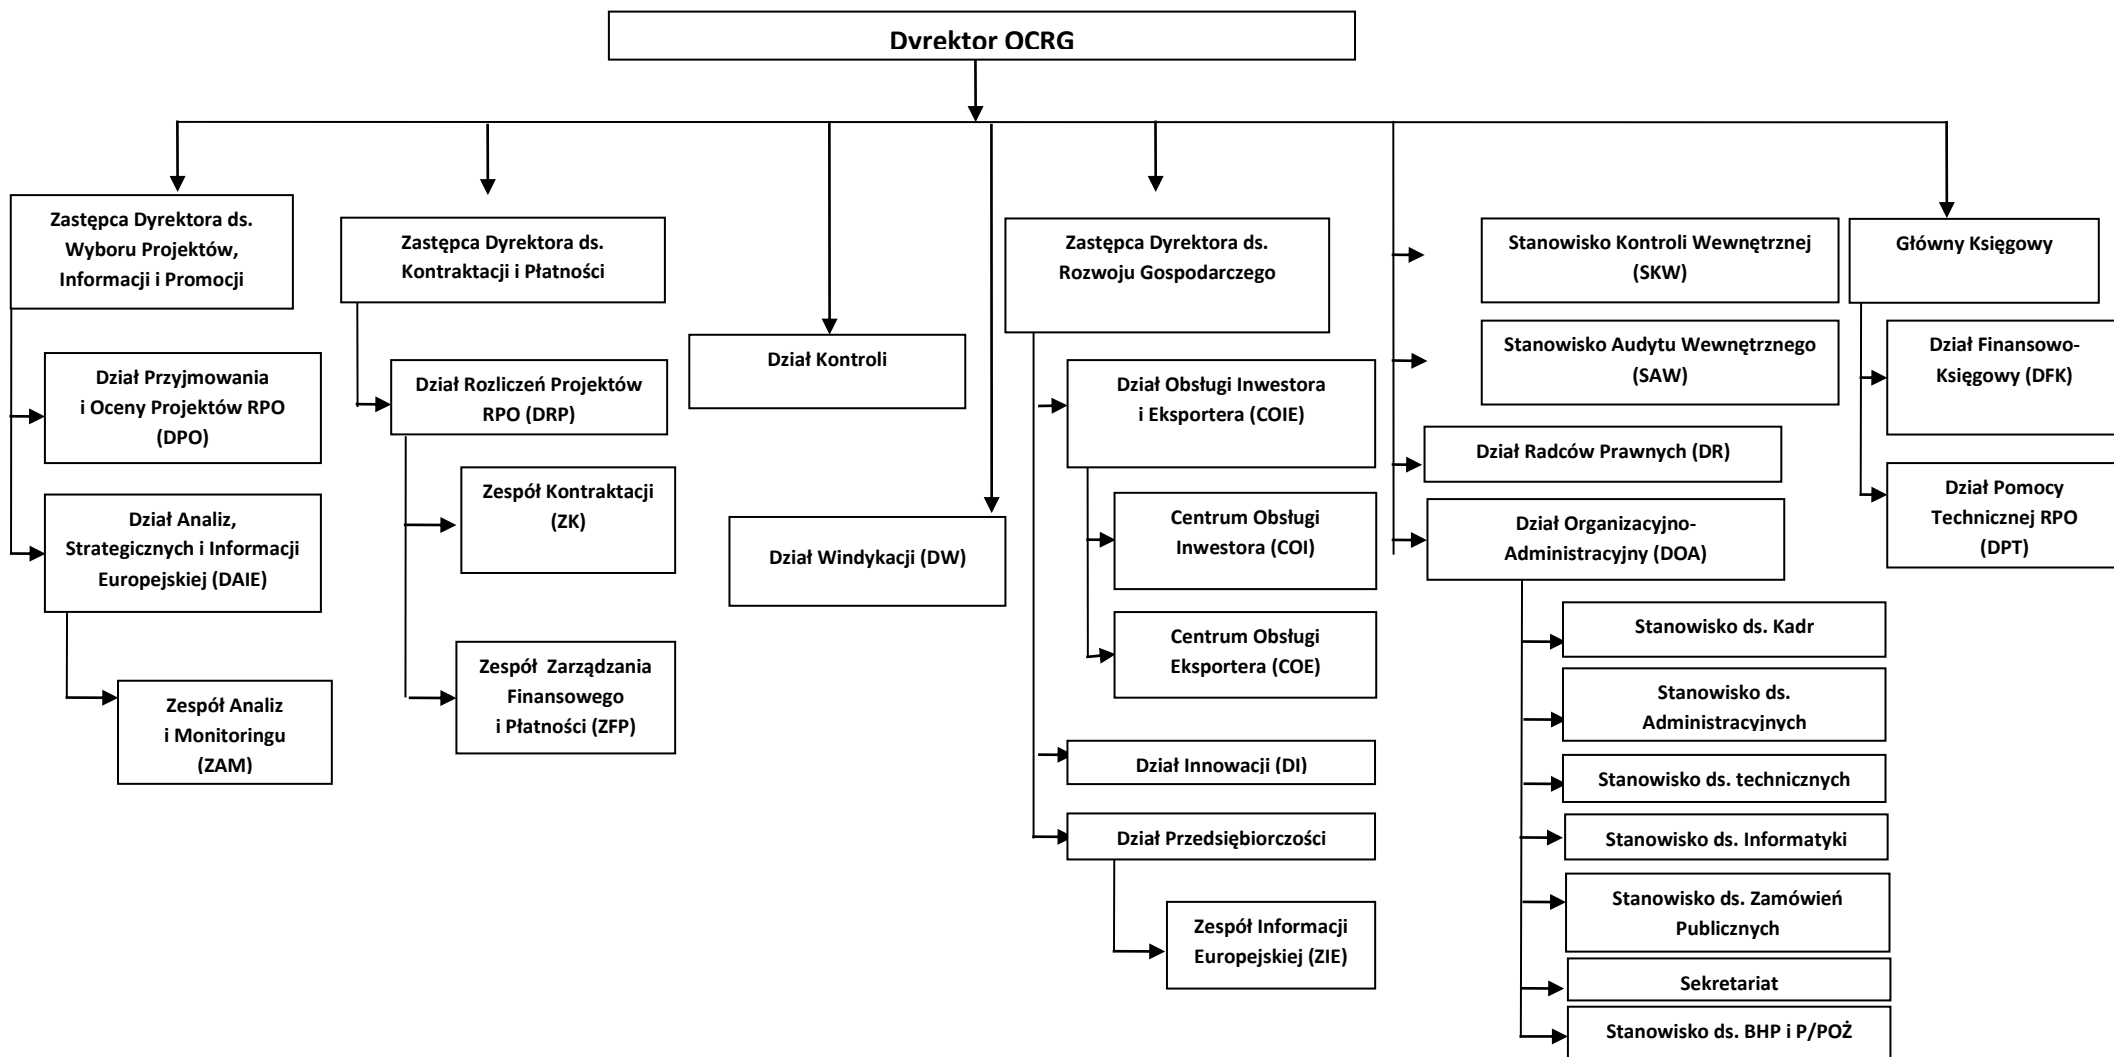 Dyrektor OCRG
Zastępca Dyrektora ds.
Wyboru Projektów,
Informacji i Promocji
Dział Przyjmowania
i Oceny Projektów RPO
(DPO)
Dział Analiz,
Strategicznych i Informacji
Europejskiej (DAIE)
Zespół Analiz
i Monitoringu
(ZAM)
Zastępca Dyrektora ds.
Kontraktacji i Płatności
Dział Rozliczeń Projektów
RPO (DRP)
Zespół Kontraktacji
(ZK)
Zespół Zarządzania
Finansowego
i Płatności (ZFP)
Dział Kontroli
Dział Windykacji (DW)
Zastępca Dyrektora ds.
Rozwoju Gospodarczego
Dział Obsługi Inwestora
i Eksportera (COIE)
Centrum Obsługi
Inwestora (COI)
Centrum Obsługi
Eksportera (COE)
Dział Innowacji (DI)
Dział Przedsiębiorczości
Zespół Informacji
Europejskiej (ZIE)
Stanowisko Kontroli Wewnętrznej
(SKW)
Stanowisko Audytu Wewnętrznego
(SAW)
Dział Radców Prawnych (DR)
Dział Organizacyjno-
Administracyjny (DOA)
Stanowisko ds. Kadr
Stanowisko ds.
Administracyjnych
Stanowisko ds. technicznych
Stanowisko ds. Informatyki
Stanowisko ds. Zamówień
Publicznych
Sekretariat
Stanowisko ds. BHP i P/POŻ
Główny Księgowy
Dział Finansowo-
Księgowy (DFK)
Dział Pomocy
Technicznej RPO
(DPT)